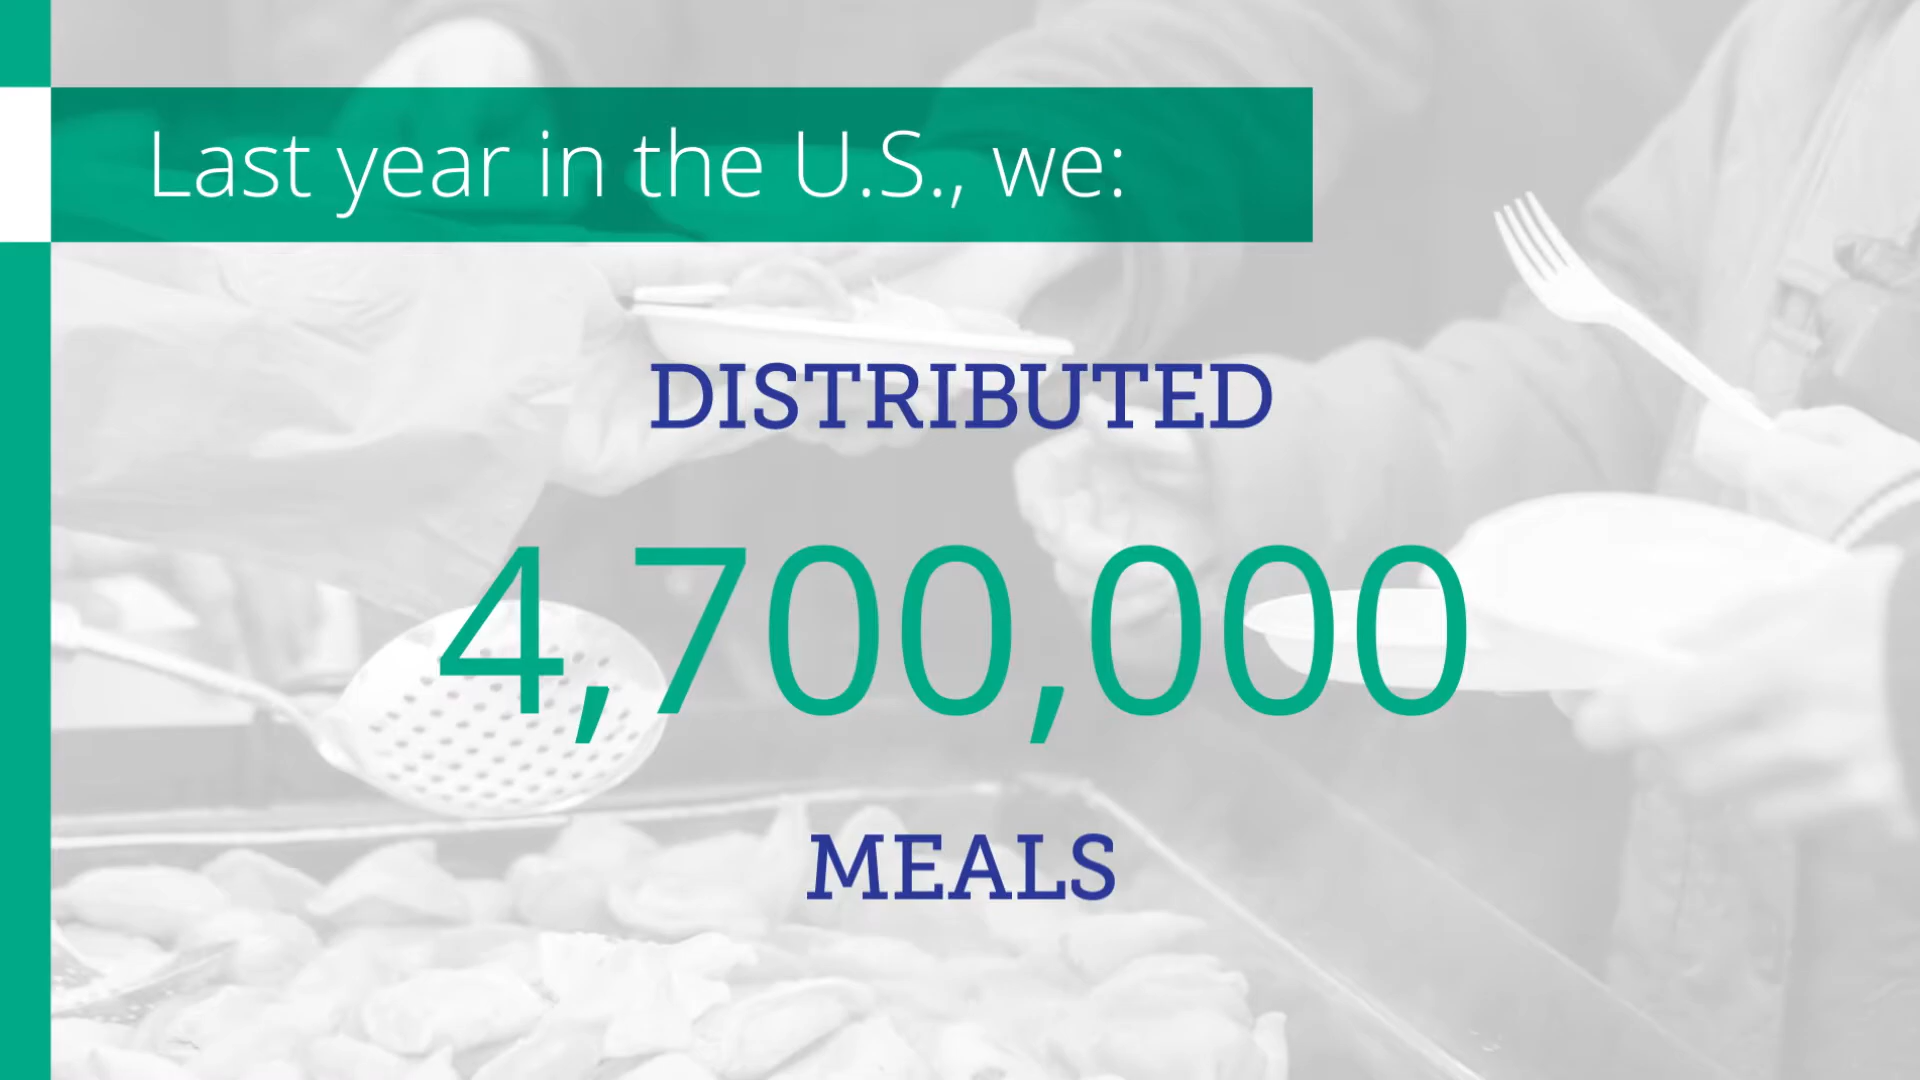 Last year in the U.S., we:
DISTRIBUTED
4,700,000
MEALS